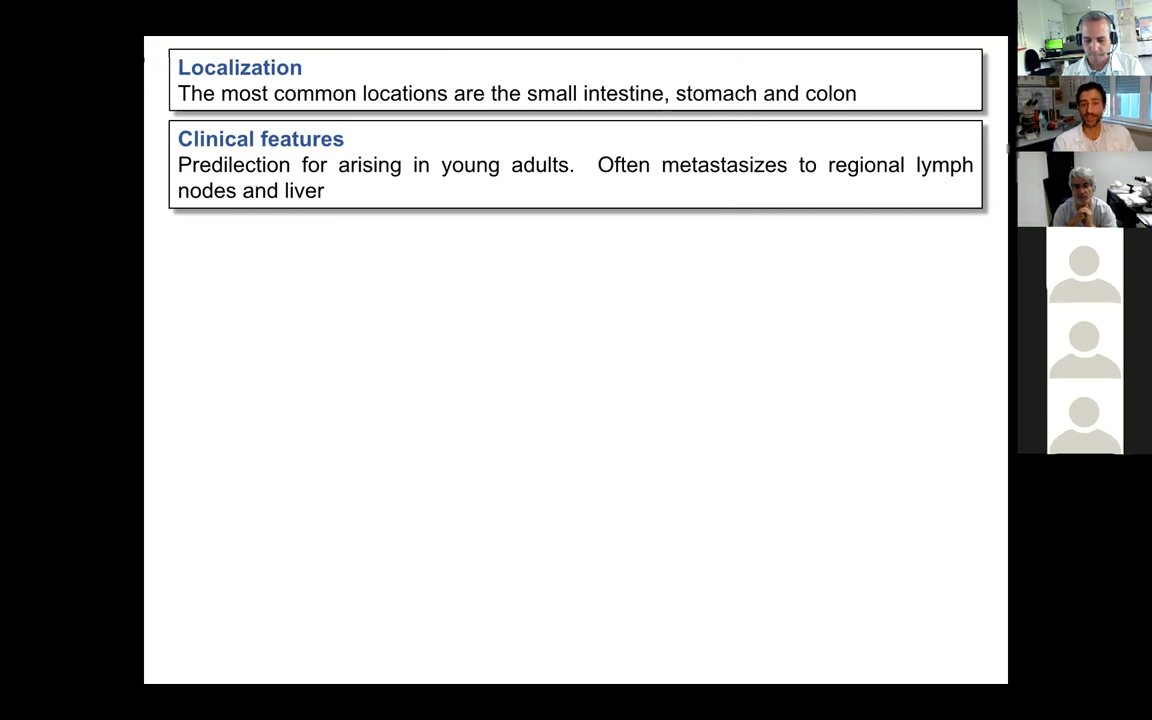 Localization
The most common locations are the small intestine, stomach and colon
Clinical features
Predilection for arising in young adults. Often metastasizes to regional lymph
nodes and liver